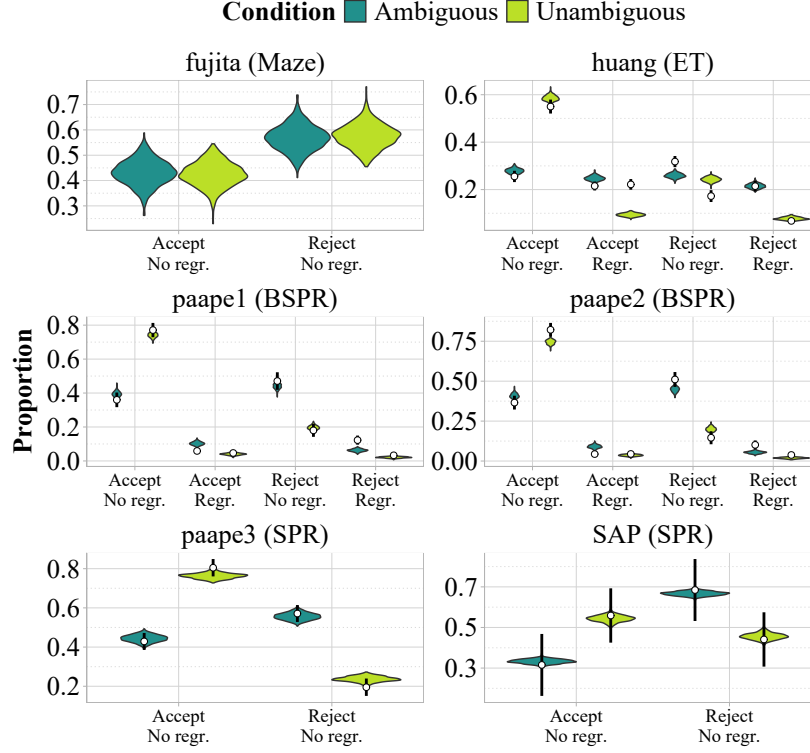 Condition Ambiguous Unambiguous
fujita (Maze)
0.7
0.6
0.5
0.4
0.3
Accept
No regr.
Reject
No regr.
huang (ET)
0.6
0.4
0.2
Accept
No regr.
Accept
Regr.
Reject
No regr.
Reject
Regr.
Proportion
paape1 (BSPR)
0.8
0.6
0.4
0.2
0.0
Accept
No regr.
Accept
Regr.
Reject
No regr.
Reject
Regr.
paape2 (BSPR)
0.75
0.50
0.25
0.00
Accept
No regr.
Accept
Regr.
Reject
No regr.
Reject
Regr.
paape3 (SPR)
0.8
0.6
0.4
0.2
Accept
No regr.
Reject
No regr.
SAP (SPR)
0.7
0.5
0.3
Accept
No regr.
Reject
No regr.